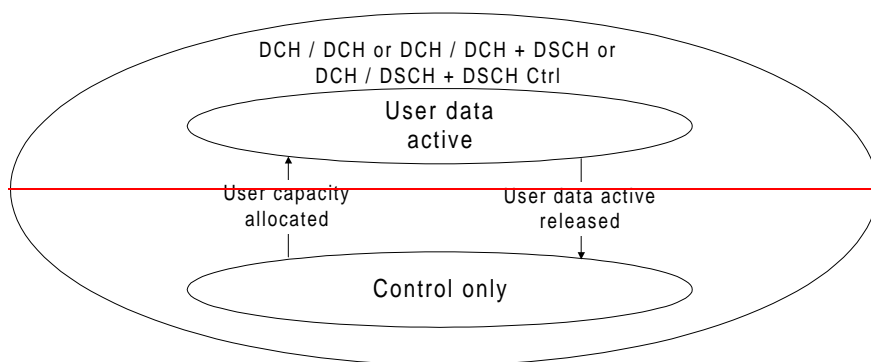 DCH / DCH or DCH / DCH + DSCH or
DCH / DSCH + DSCH Ctrl
User data
active
User capacity
allocated
User data active
released
Control only